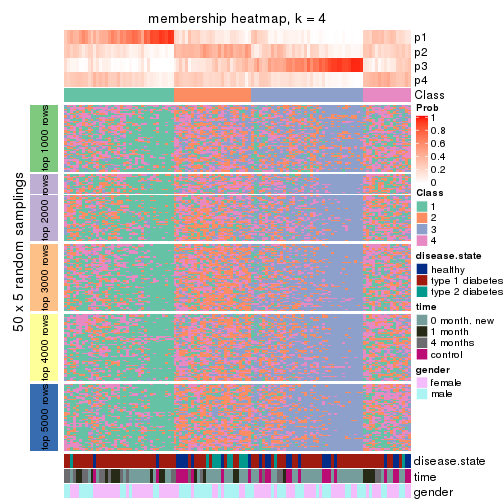 membership heatmap, k = 4
p1
p2
p3
p4
Class
50 x 5 random samplings
top 1000 rows
top 2000 rows
top 3000 rows
top 4000 rows
top 5000 rows
Prob
1
0.8
0.6
0.4
0.2
0
Class
1
2
3
4
disease.state
healthy
type 1 diabetes
type 2 diabetes
time
0 month. new
1 month
4 months
control
gender
female
male
disease.state
time
gender